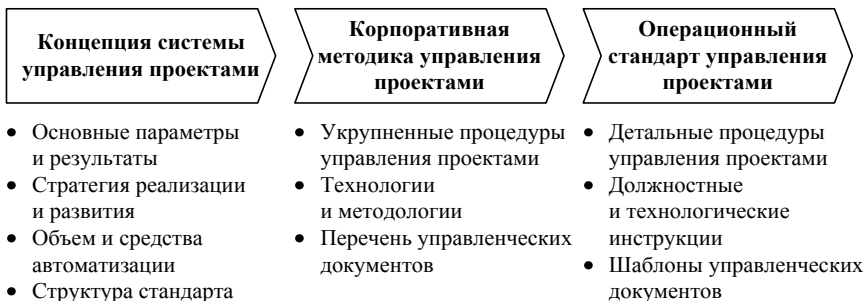 Концепция системы
управления проектами
Корпоративная
методика управления
проектами
Операционный
стандарт управления
проектами
• Основные параметры
и результаты
• Стратегия реализации
и развития
• Объем и средства
автоматизации
• Структура стандарта
• Укрупненные процедуры
управления проектами
• Технологии
и методологии
• Перечень управленческих
документов
• Детальные процедуры
управления проектами
• Должностные
и технологические
инструкции
• Шаблоны управленческих
документов